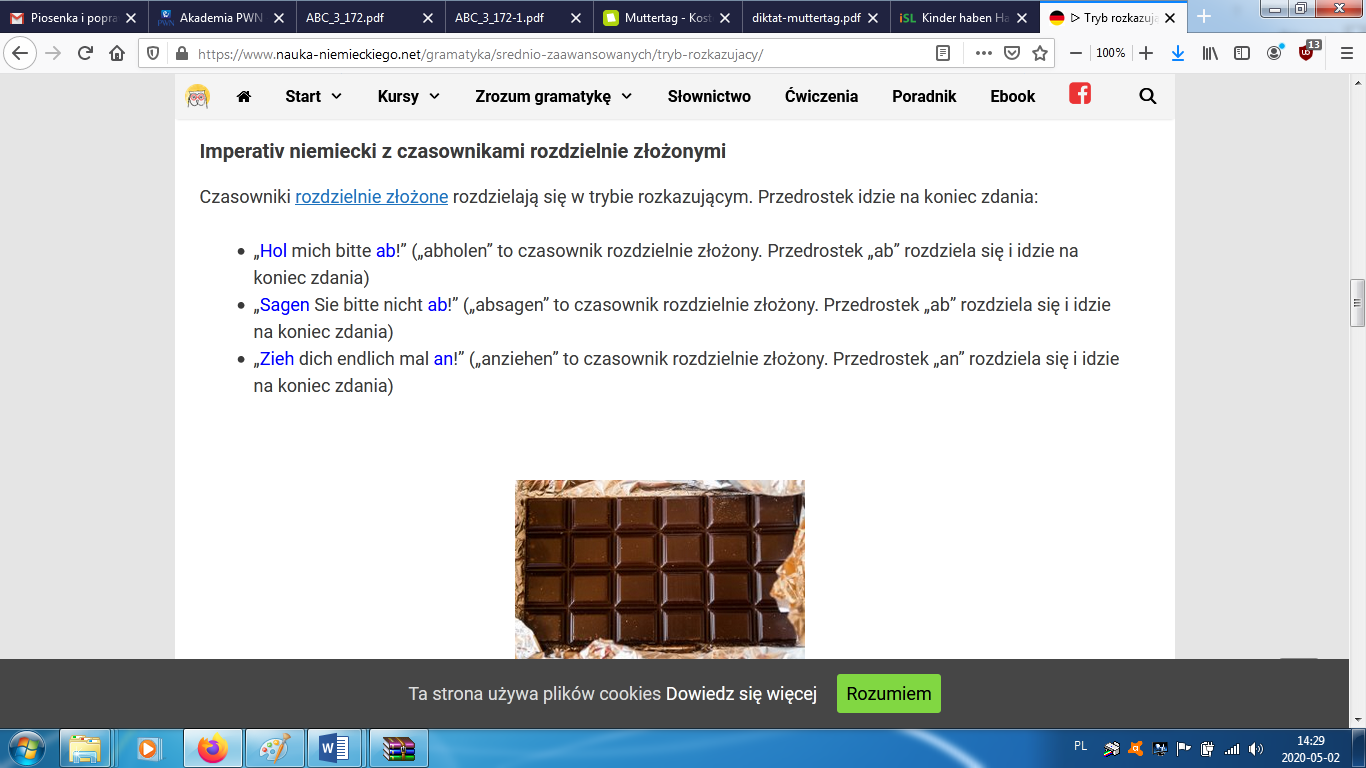 Piosenka i popra
Akademia PWN
ABC_3_172.pdf
ABC_3_172-1.pdf
Muttertag - Kost
diktat-muttertag.pdf
iSL Kinder haben Ha
▷ Tryb rozkazują
https://www.nauka-niemieckiego.net/gramatyka/srednio-zaawansowanych/tryb-rozkazujacy/
100%
13
Start Kursy Zrozum gramatykę Słownictwo Ćwiczenia Poradnik Ebook
Imperativ niemiecki z czasownikami rozdzielnie złożonymi
Czasowniki rozdzielnie złożone rozdzielają się w trybie rozkazującym. Przedrostek idzie na koniec zdania:
• „Hol mich bitte ab!” („abholen” to czasownik rozdzielnie złożony. Przedrostek „ab” rozdziela się i idzie na
koniec zdania)
• „Sagen Sie bitte nicht ab!” („absagen” to czasownik rozdzielnie złożony. Przedrostek „ab” rozdziela się i idzie
na koniec zdania)
• „Zieh dich endlich mal an!” („anziehen” to czasownik rozdzielnie złożony. Przedrostek „an” rozdziela się i idzie
na koniec zdania)
Ta strona używa plików cookies Dowiedz się więcej Rozumiem
PL
14:29
2020-05-02